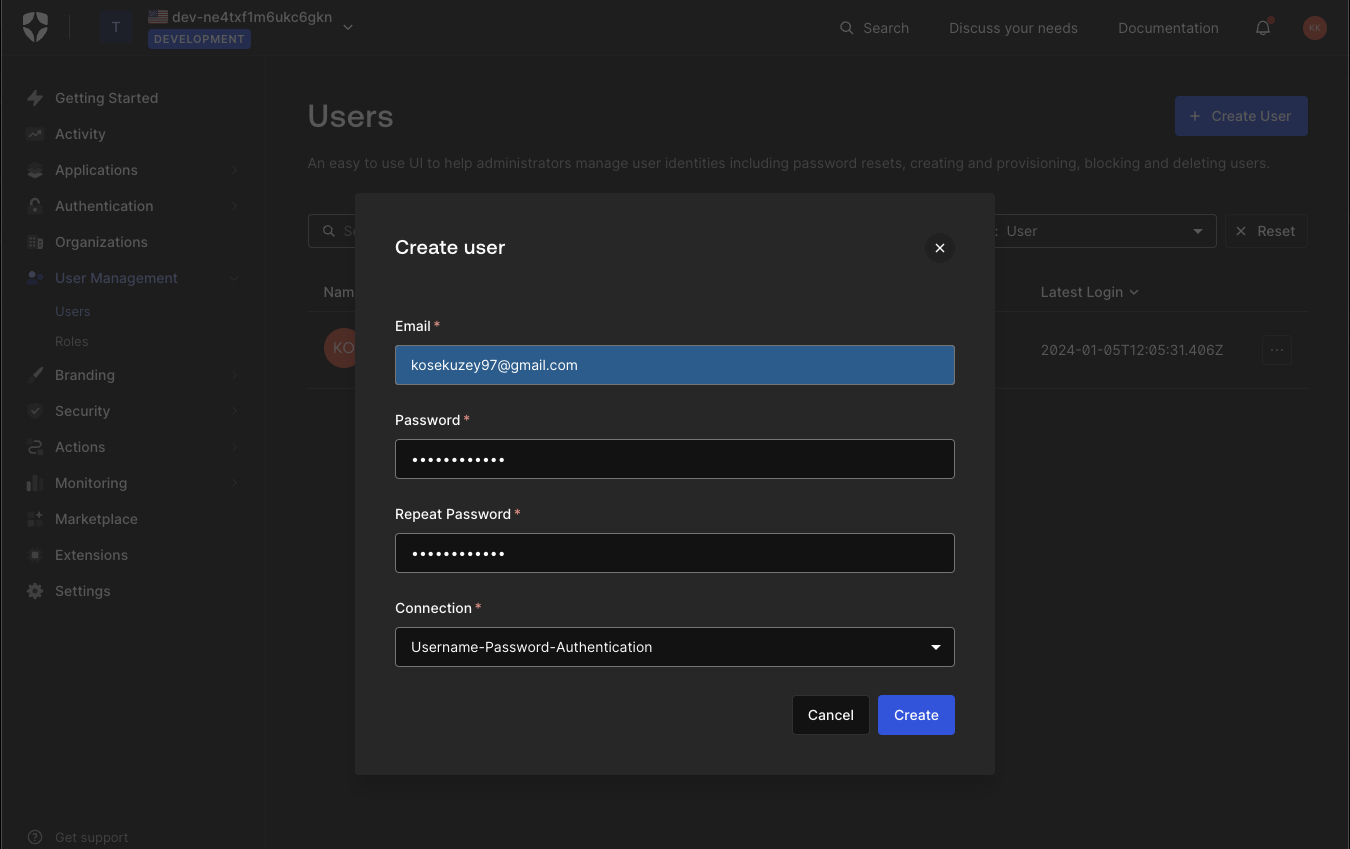 T
dev-ne4txf1m6ukc6gkn
DEVELOPMENT
Search
Discuss your needs
Documentation
KK
Getting Started
Activity
Applications
Authentication
Organizations
User Management
Users
Roles
Branding
Security
Actions
Monitoring
Marketplace
Extensions
Settings
Get support
Users
+ Create User
An easy to use UI to help administrators manage user identities including password resets, creating and provisioning, blocking and deleting users.
: User
Reset
Nam
Latest Login
KO
2024-01-05T12:05:31.406Z
Create user
Email *
kosekuzey97@gmail.com
Password *
••••••••••••
Repeat Password *
••••••••••••
Connection *
Username-Password-Authentication
Cancel
Create